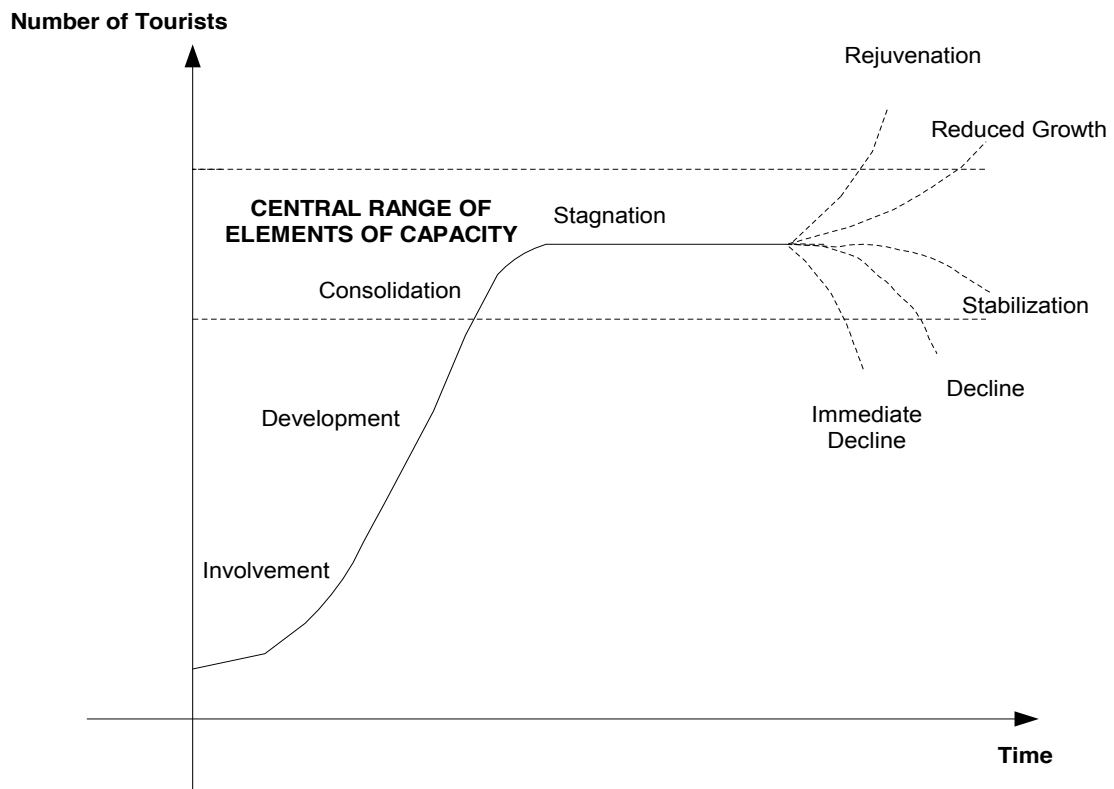 Number of Tourists
Rejuvenation
Reduced Growth
CENTRAL RANGE OF
ELEMENTS OF CAPACITY
Stagnation
Consolidation
Stabilization
Decline
Immediate
Decline
Development
Involvement
Time